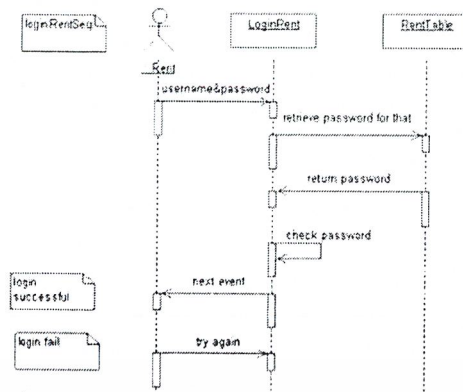 loginRentSeq
LoginRent
RentTable
Rent
username&password
retrieve password for that
return password
check password
next event
login
successful
login fail
try again